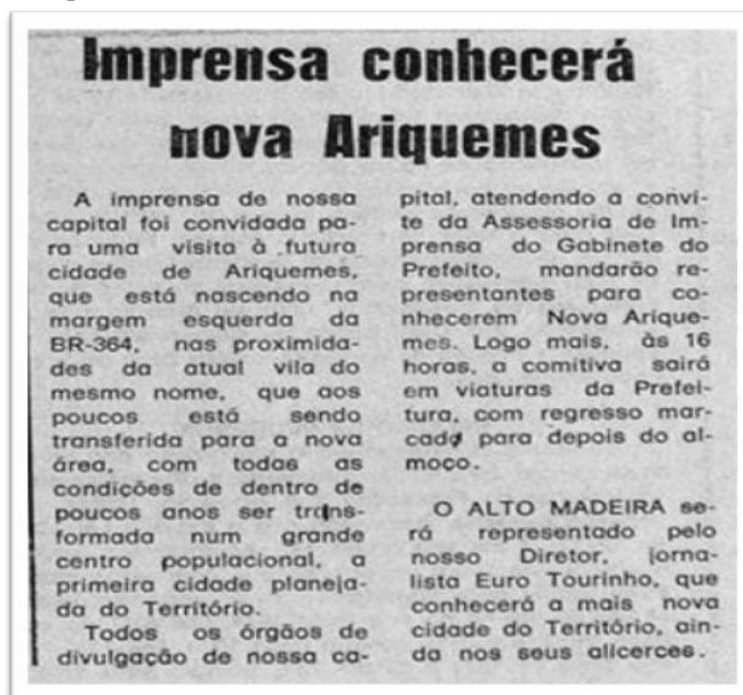 Imprensa conhecerá
nova Ariquemes
A imprensa de nossa
capital foi convidada pa-
ra uma visita à futura
cidade de Ariquemes,
que está nascendo na
margem esquerda da
BR-364, nas proximida-
des da atual vila do
mesmo nome, que aos
poucos está sendo
transferida para a nova
área, com todas as
condições de dentro de
poucos anos ser trans-
formada num grande
centro populacional, a
primeira cidade planeja-
da do Território.
Todos os órgãos de
divulgação de nossa ca-
pital, atendendo a convi-
te da Assessoria de Im-
prensa do Gabinete do
Prefeito, mandarão re-
presentantes para co-
nhecerem Nova Arique-
mes. Logo mais, às 16
horas, a comitiva sairá
em viaturas da Prefei-
tura, com regresso mar-
cado para depois do al-
moço.
O ALTO MADEIRA se-
rá representado pelo
nosso Diretor, jorna-
lista Euro Tourinho, que
conhecerá a mais nova
cidade do Território, ain-
da nos seus alicerces.